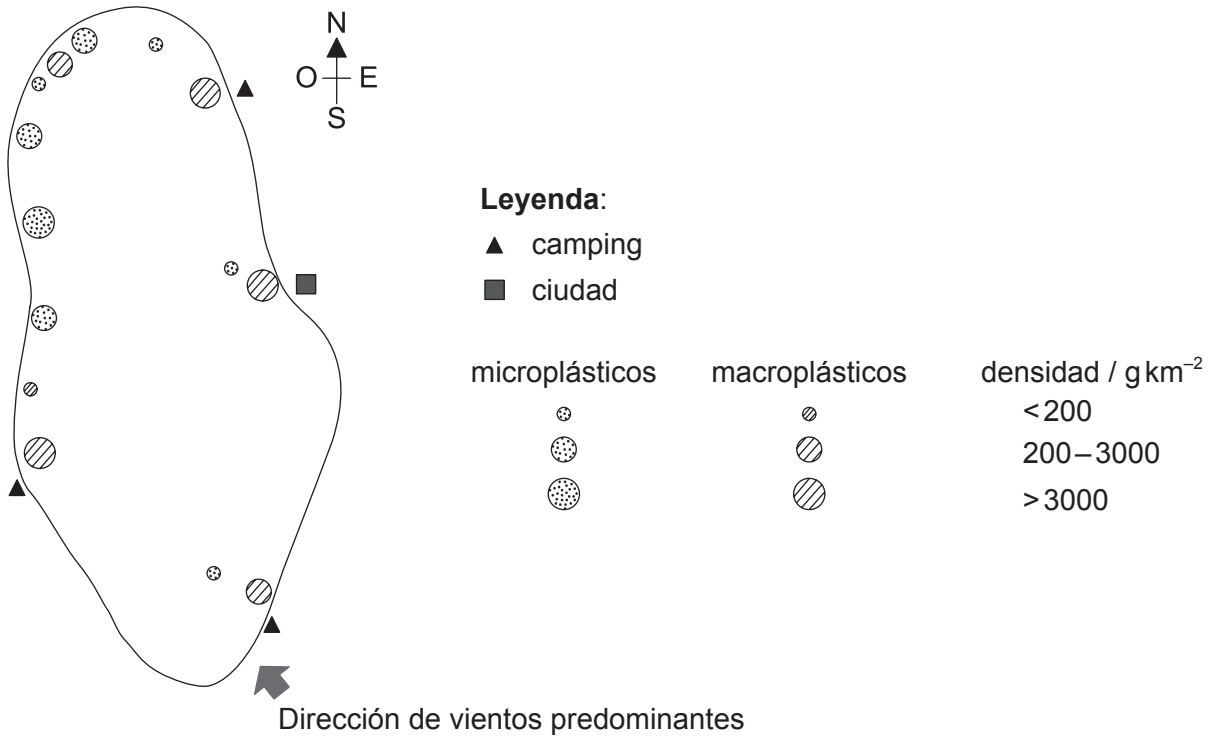 N
O E
S
Leyenda:
camping
ciudad
microplásticos macroplásticos densidad / g km⁻²
<200
200–3000
>3000
Dirección de vientos predominantes